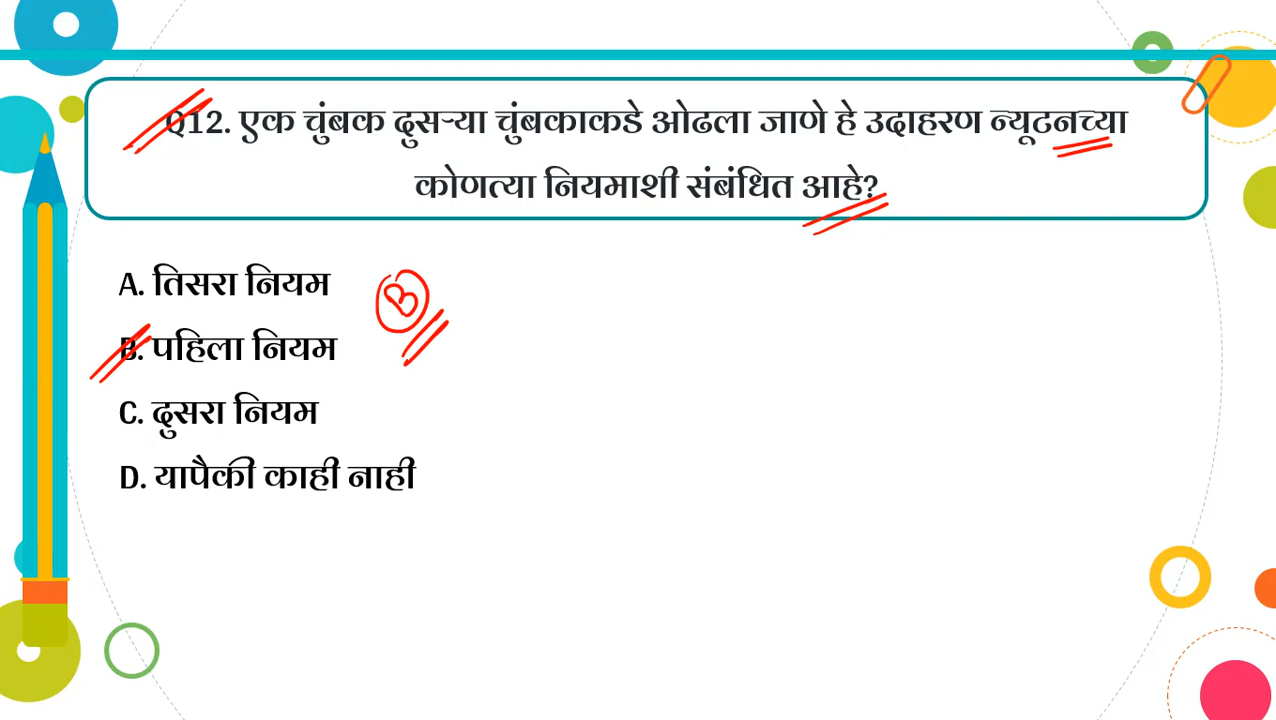 Q12. एक चुंबक दुसऱ्या चुंबकाकडे ओढला जाणे हे उदाहरण न्यूटनच्या
कोणत्या नियमाशी संबंधित आहे?
A. तिसरा नियम
B
B. पहिला नियम
C. दुसरा नियम
D. यापैकी काही नाही